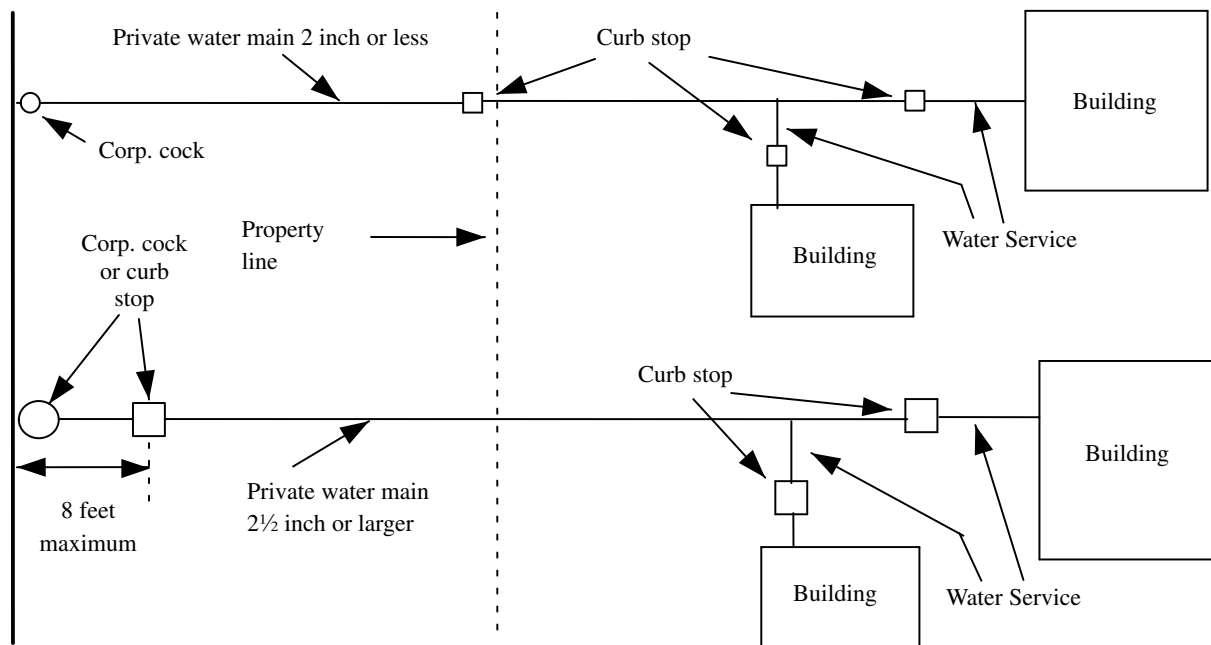 Private water main 2 inch or less
Curb stop
Building
Corp. cock
Building
Water Service
Property
line
Corp. cock
or curb
stop
Curb stop
Building
Private water main
2½ inch or larger
8 feet
maximum
Building
Water Service